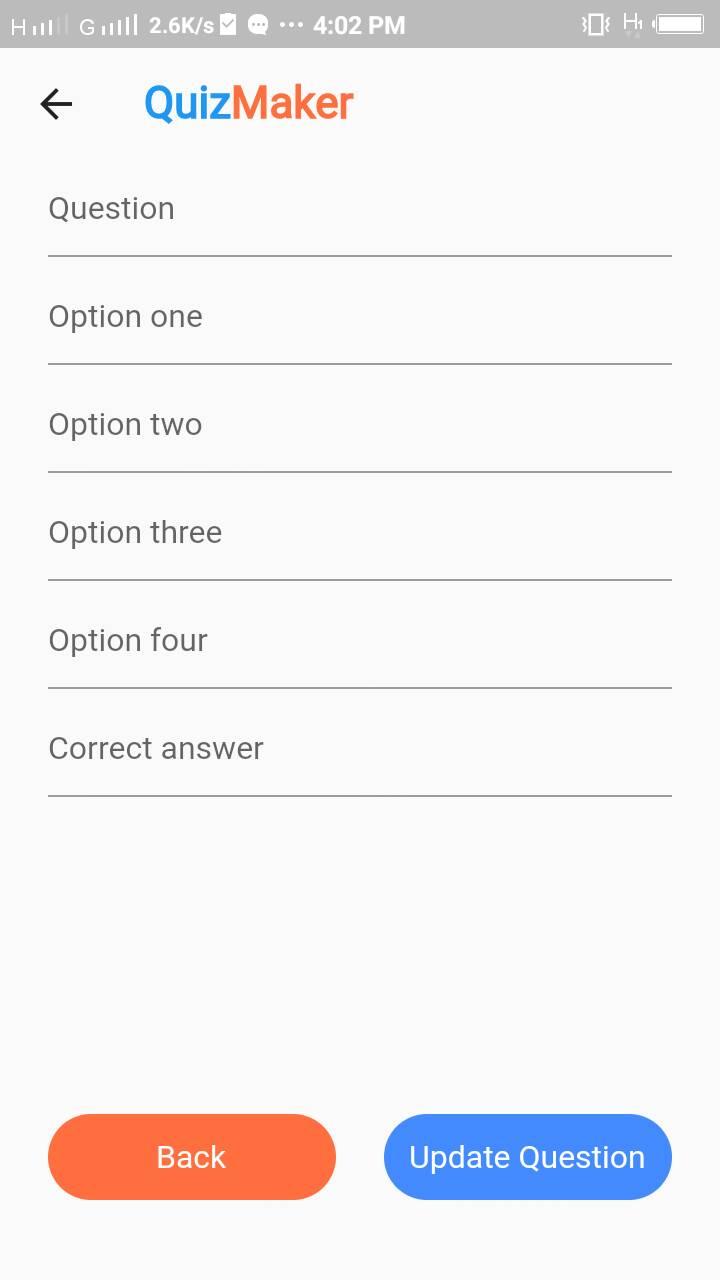 H G 2.6K/s 4:02 PM H1
QuizMaker
Question
Option one
Option two
Option three
Option four
Correct answer
Back Update Question